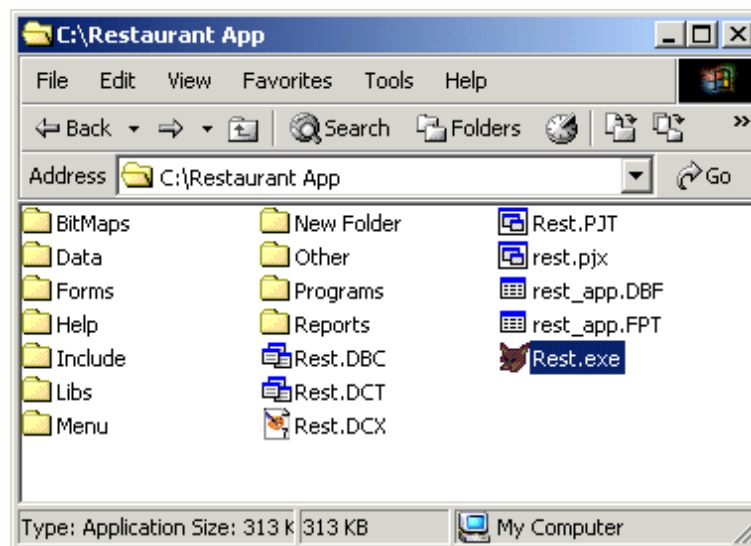 C:\Restaurant App
File Edit View Favorites Tools Help
Back Search Folders »
Address C:\Restaurant App Go
BitMaps New Folder Rest.PJT
Data Other rest.pjx
Forms Programs rest_app.DBF
Help Reports rest_app.FPT
Include Rest.DBC Rest.exe
Libs Rest.DCT
Menu Rest.DCX
Type: Application Size: 313 K 313 KB My Computer